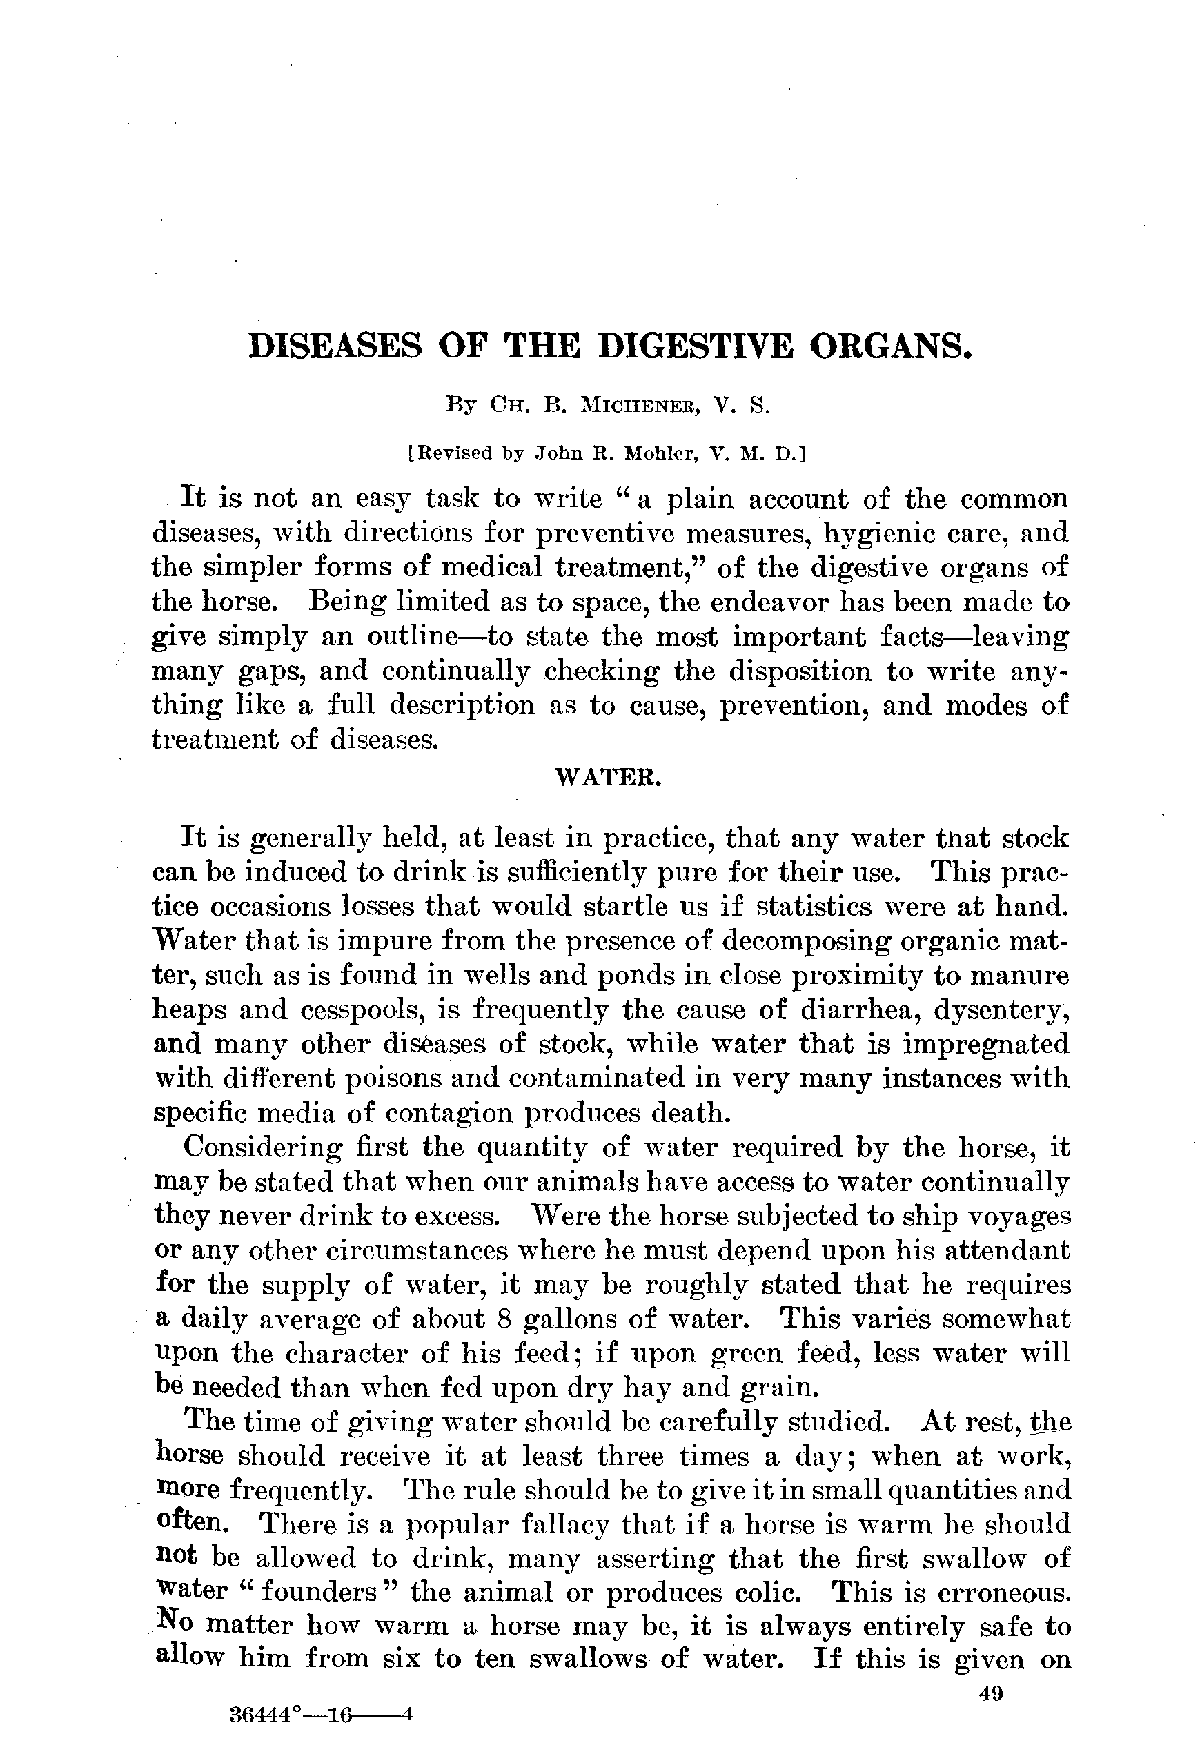 DISEASES OF THE DIGESTIVE ORGANS.
By CH. B. MICHENER, V. S.
[Revised by John R. Mohler, V. M. D.]
It is not an easy task to write “ a plain account of the common
diseases, with directions for preventive measures, hygienic care, and
the simpler forms of medical treatment,” of the digestive organs of
the horse. Being limited as to space, the endeavor has been made to
give simply an outline—to state the most important facts—leaving
many gaps, and continually checking the disposition to write any-
thing like a full description as to cause, prevention, and modes of
treatment of diseases.
WATER.
It is generally held, at least in practice, that any water that stock
can be induced to drink is sufficiently pure for their use. This prac-
tice occasions losses that would startle us if statistics were at hand.
Water that is impure from the presence of decomposing organic mat-
ter, such as is found in wells and ponds in close proximity to manure
heaps and cesspools, is frequently the cause of diarrhea, dysentery,
and many other diseases of stock, while water that is impregnated
with different poisons and contaminated in very many instances with
specific media of contagion produces death.
Considering first the quantity of water required by the horse, it
may be stated that when our animals have access to water continually
they never drink to excess. Were the horse subjected to ship voyages
or any other circumstances where he must depend upon his attendant
for the supply of water, it may be roughly stated that he requires
a daily average of about 8 gallons of water. This varies somewhat
upon the character of his feed; if upon green feed, less water will
be needed than when fed upon dry hay and grain.
The time of giving water should be carefully studied. At rest, the
horse should receive it at least three times a day; when at work,
more frequently. The rule should be to give it in small quantities and
often. There is a popular fallacy that if a horse is warm he should
not be allowed to drink, many asserting that the first swallow of
water “ founders ” the animal or produces colic. This is erroneous.
No matter how warm a horse may be, it is always entirely safe to
allow him from six to ten swallows of water. If this is given on
49
36444°—16——4